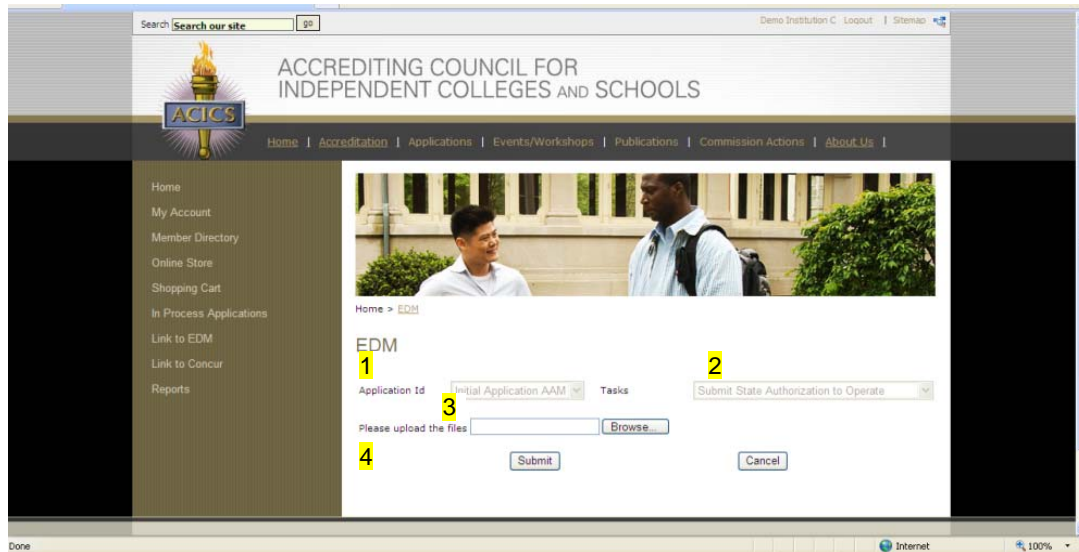 Search Search our site go Demo Institution C Logout | Sitemap
ACCREDITING COUNCIL FOR
INDEPENDENT COLLEGES AND SCHOOLS
ACICS
Home | Accreditation | Applications | Events/Workshops | Publications | Commission Actions | About Us |
Home
My Account
Member Directory
Online Store
Shopping Cart
In Process Applications
Link to EDM
Link to Concur
Reports
Home > EDM
EDM
1 2
Application Id Initial Application AAM Tasks Submit State Authorization to Operate
3
Please upload the files Browse...
4 Submit Cancel
Done Internet 100%